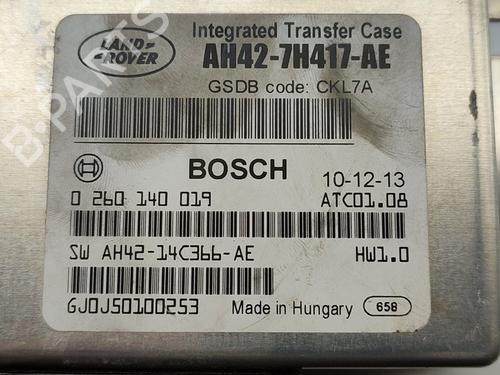 LAND ROVER
Integrated Transfer Case
AH42-7H417-AE
GSDB code: CKL7A
BOSCH
10-12-13
0 260 140 019
ATC01.08
SW AH42-14C366-AE
HW1.0
GJ0J50100253
Made in Hungary
658
B-PARTS